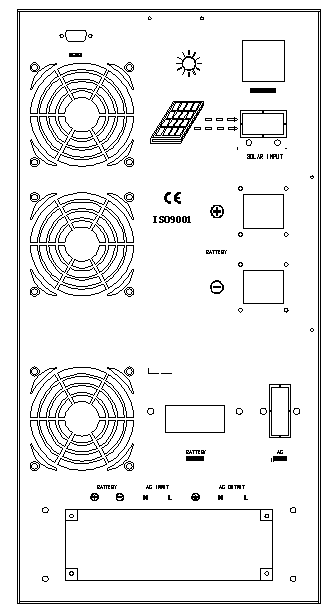 SOLAR INPUT
CE
ISO9001
BATTERY
BATTERY
AC
BATTERY AC INPUT AC OUTPUT
N L N L